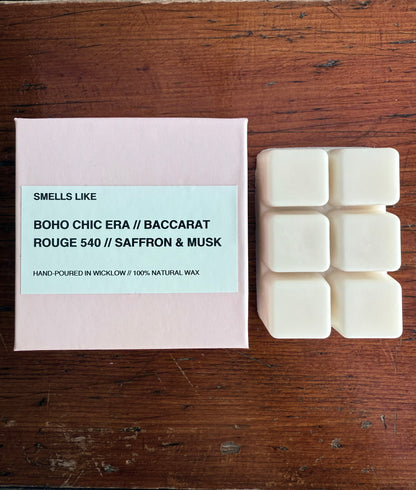 SMELLS LIKE
BOHO CHIC ERA // BACCARAT
ROUGE 540 // SAFFRON & MUSK
HAND-POURED IN WICKLOW // 100% NATURAL WAX